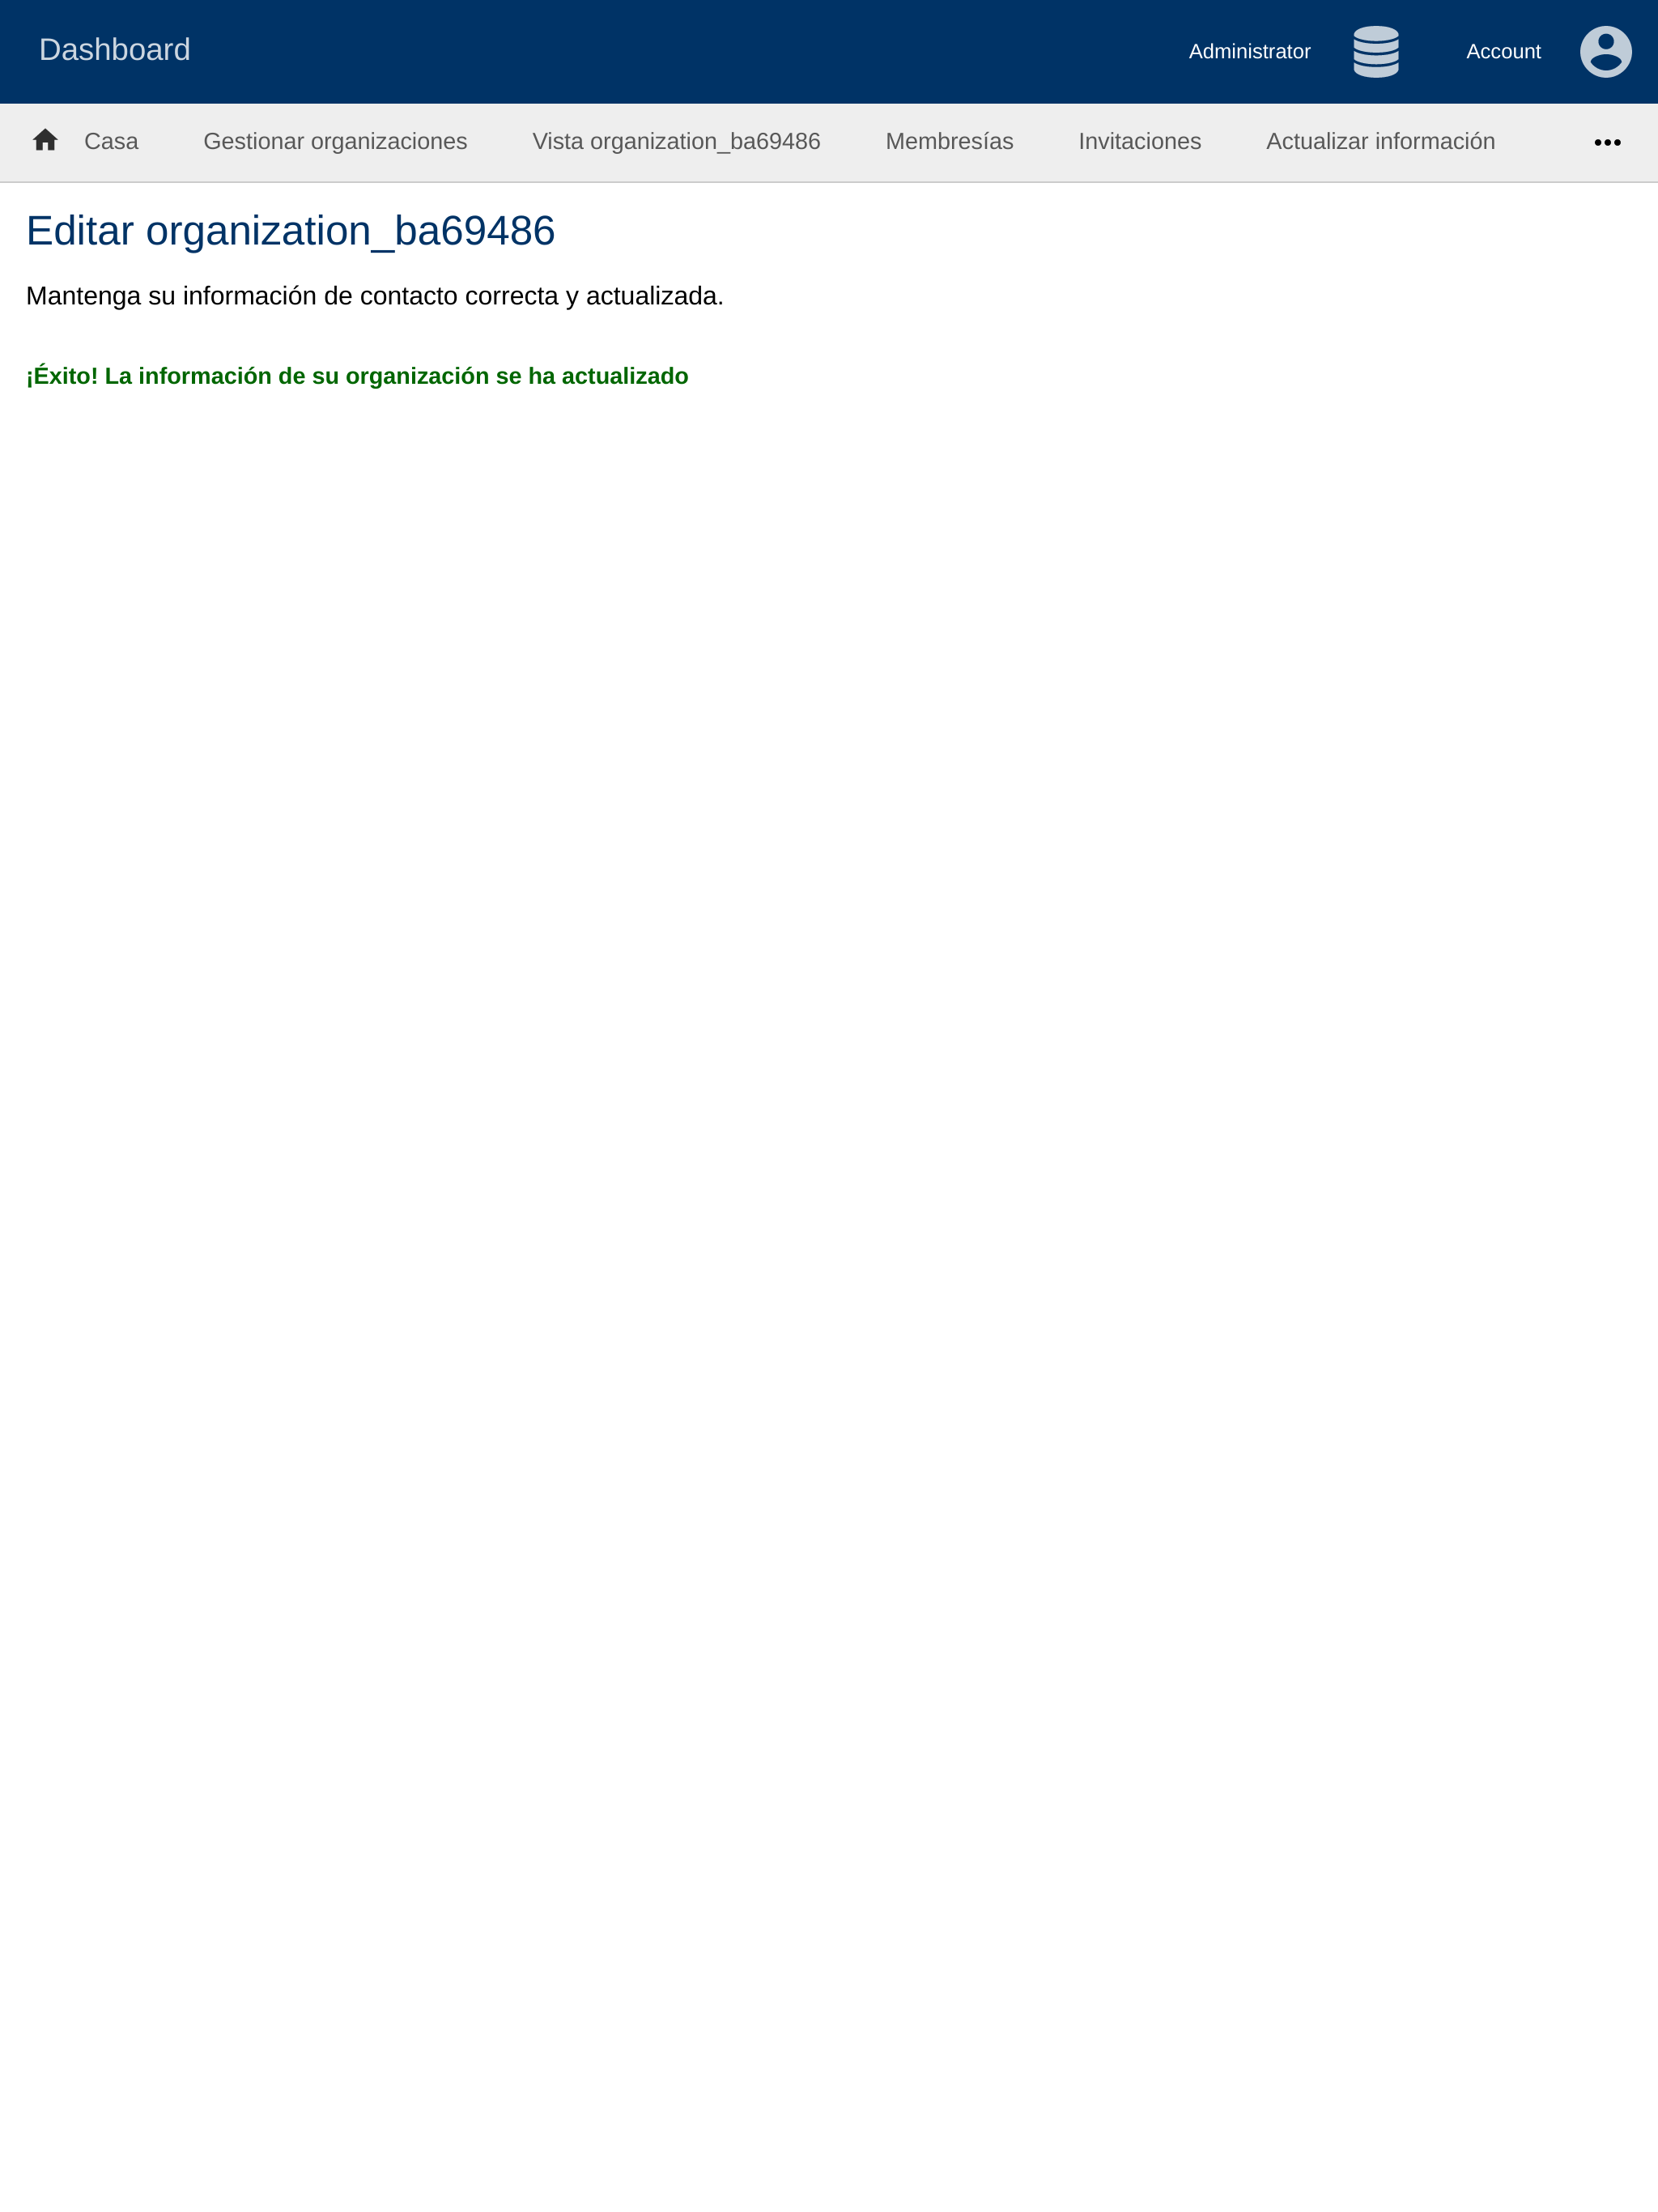 Dashboard
Administrator
Account
Casa
Gestionar organizaciones
Vista organization_ba69486
Membresías
Invitaciones
Actualizar información
Editar organization_ba69486
Mantenga su información de contacto correcta y actualizada.
¡Éxito! La información de su organización se ha actualizado